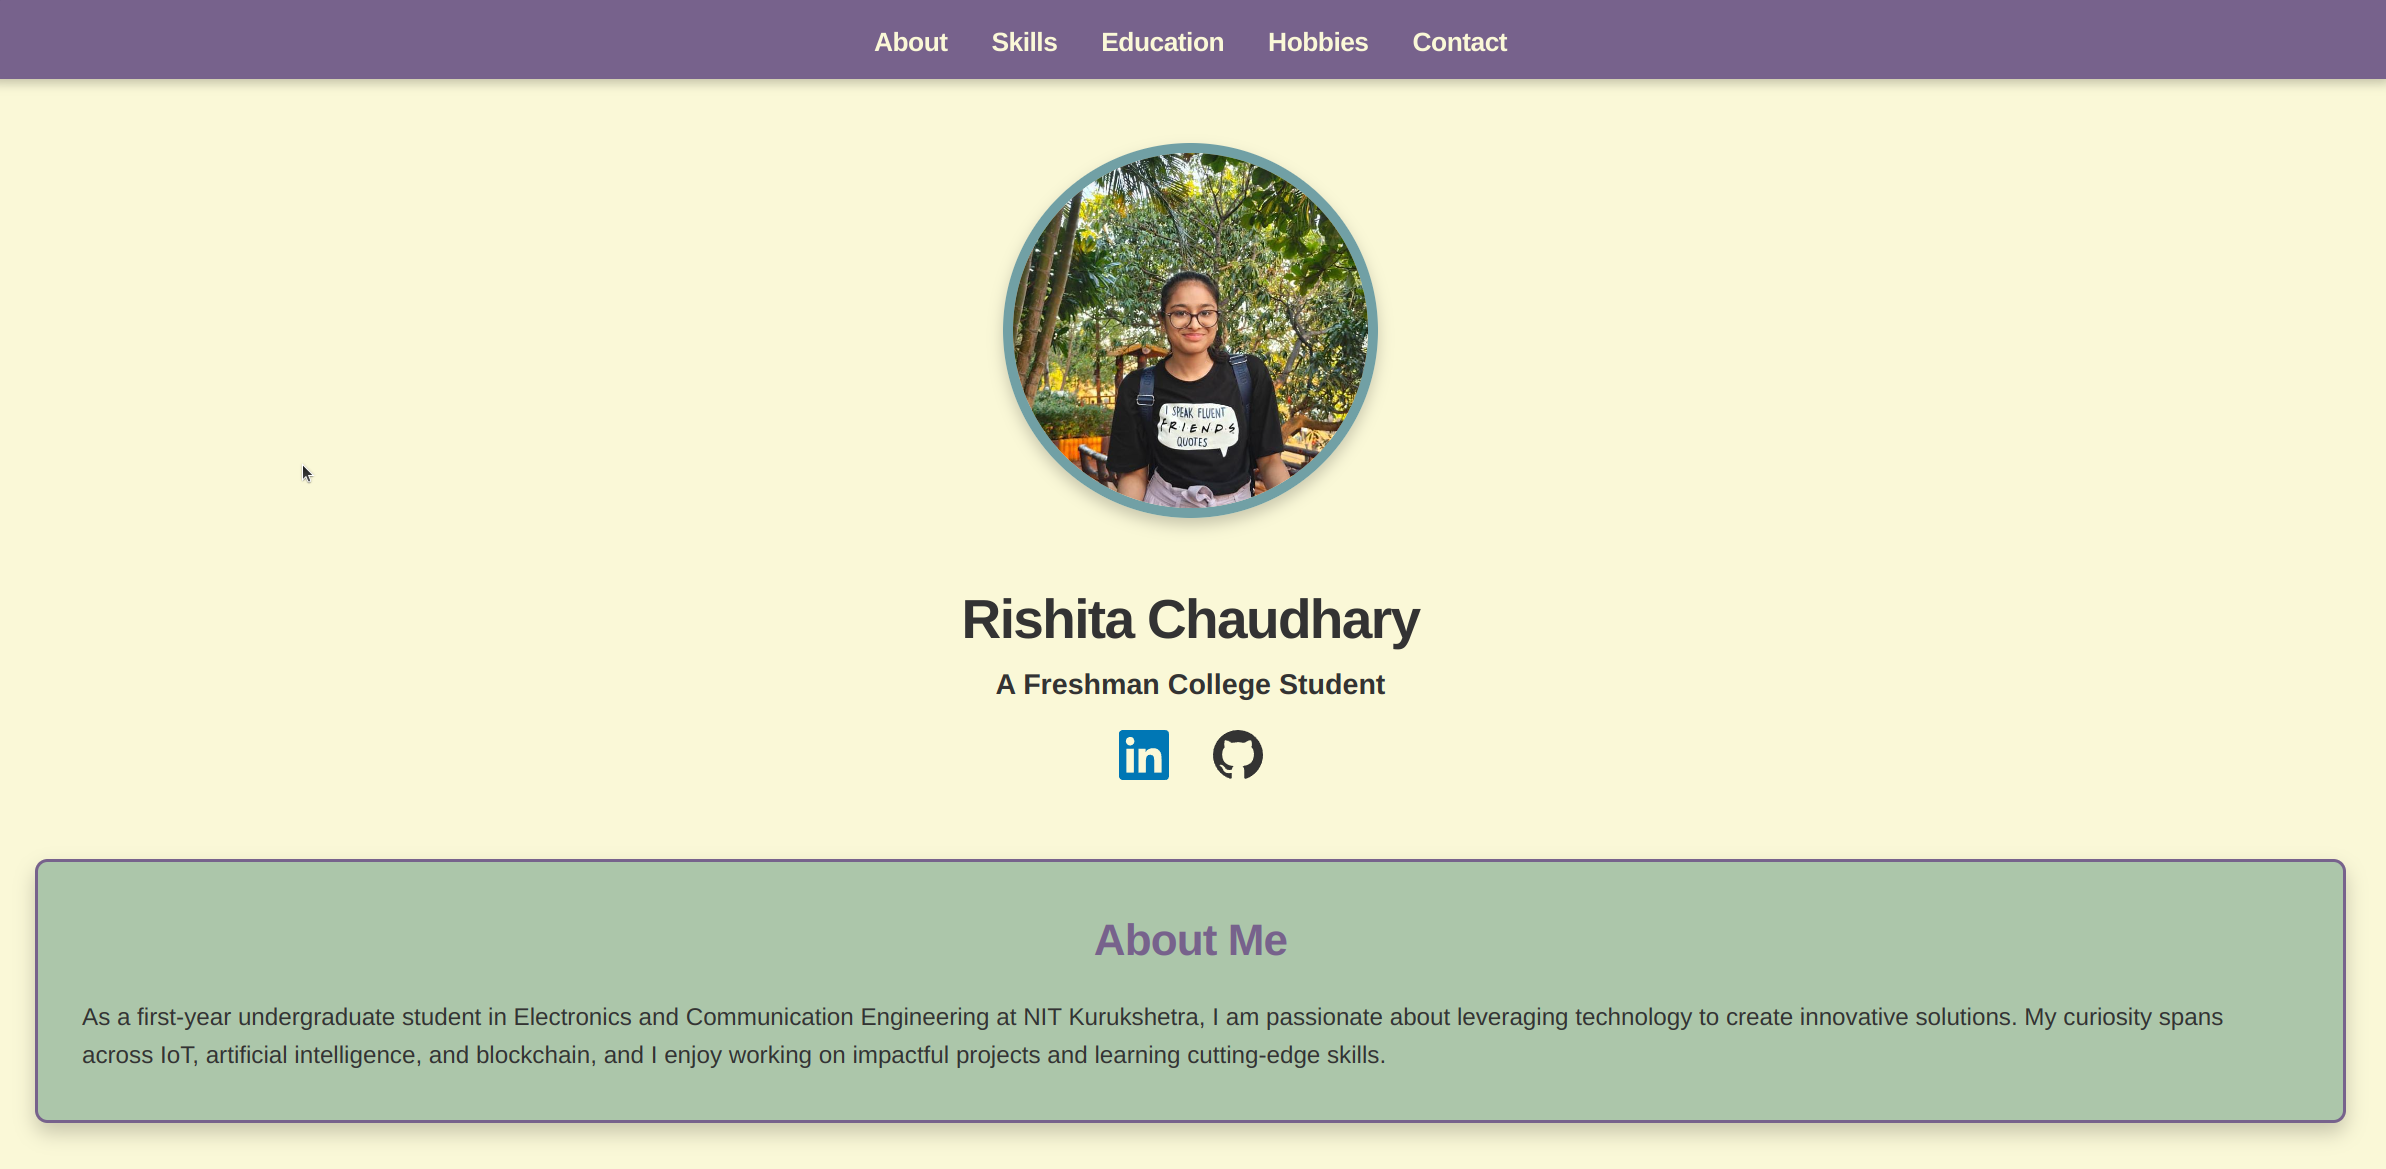 About Skills Education Hobbies Contact
I SPEAK FLUENT
FRIENDS
QUOTES
Rishita Chaudhary
A Freshman College Student
in
About Me
As a first-year undergraduate student in Electronics and Communication Engineering at NIT Kurukshetra, I am passionate about leveraging technology to create innovative solutions. My curiosity spans
across IoT, artificial intelligence, and blockchain, and I enjoy working on impactful projects and learning cutting-edge skills.